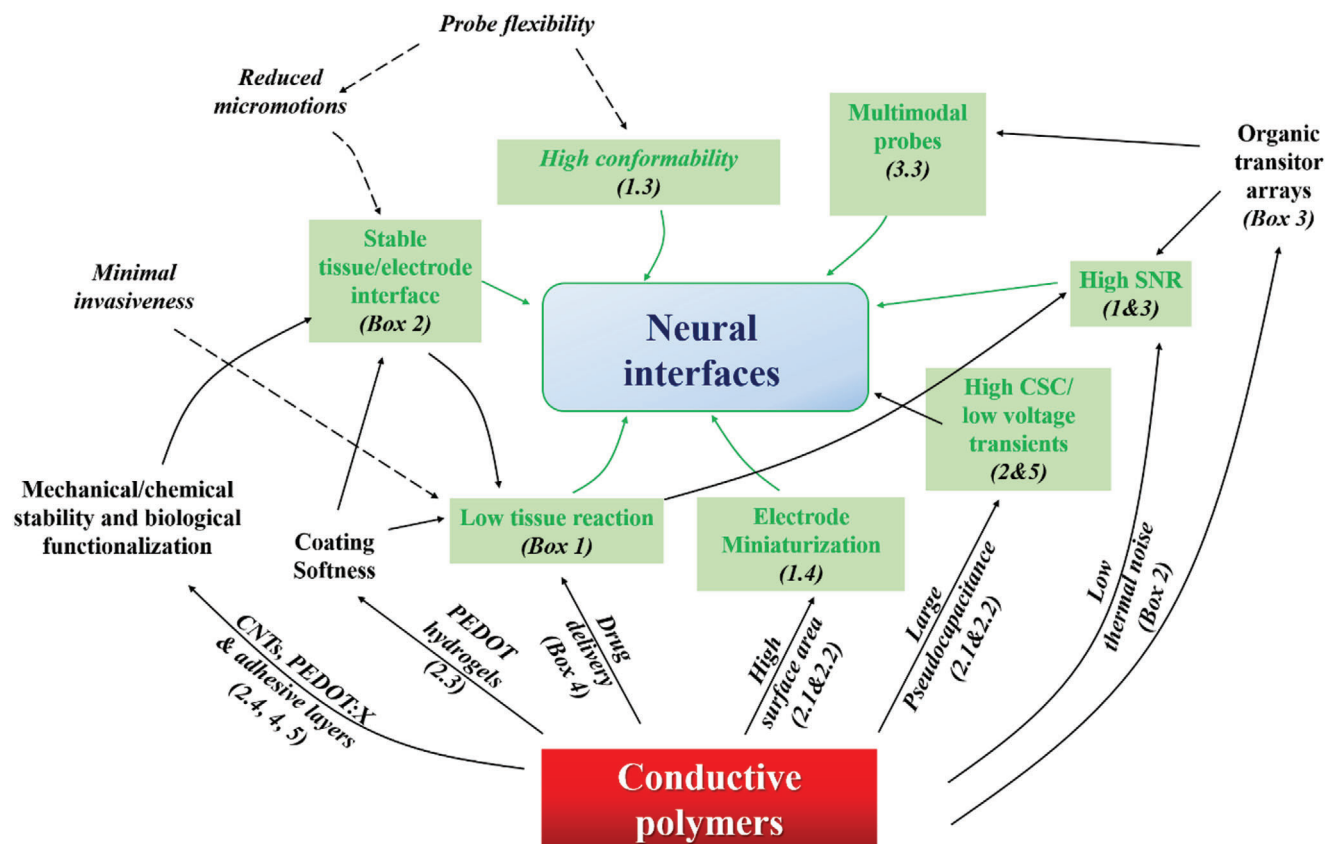 Probe flexibility
Reduced
micromotions
High conformability
(1.3)
Multimodal
probes
(3.3)
Organic
transitor
arrays
(Box 3)
Stable
tissue/electrode
interface
(Box 2)
Minimal
invasiveness
High SNR
(1&3)
Neural
interfaces
High CSC/
low voltage
transients
(2&5)
Mechanical/chemical
stability and biological
functionalization
Coating
Softness
Low tissue reaction
(Box 1)
Electrode
Miniaturization
(1.4)
CNTs, PEDOT:X
& adhesive layers
(2.4, 4, 5)
PEDOT
hydrogels
(2.3)
Drug
delivery
(Box 4)
High
surface area
(2.1&2.2)
Large
Pseudocapacitance
(2.1&2.2)
Low
thermal noise
(Box 2)
Conductive
polymers